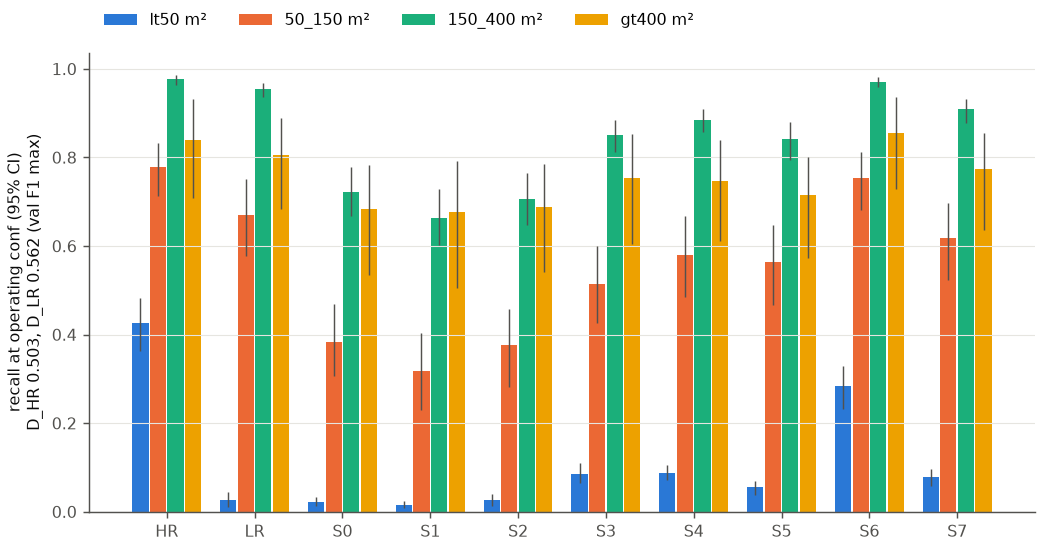 lt50 m² 50_150 m² 150_400 m² gt400 m²
recall at operating conf (95% CI)
D_HR 0.503, D_LR 0.562 (val F1 max)
1.0
0.8
0.6
0.4
0.2
0.0
HR LR S0 S1 S2 S3 S4 S5 S6 S7